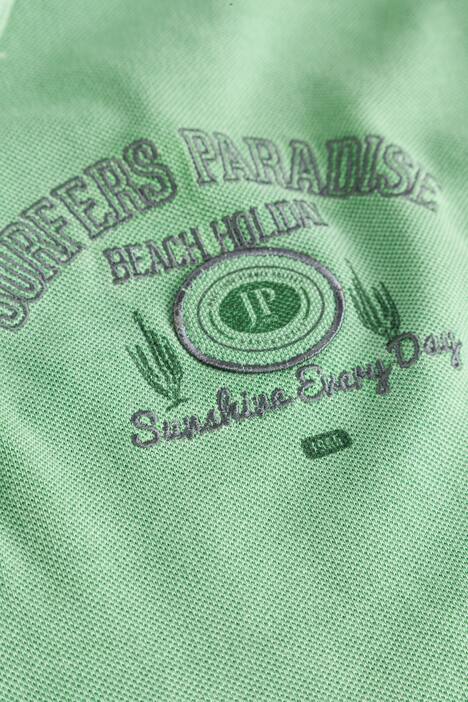 SURFERS PARADISE
BEACH HOLIDAY
JP
Sunshine Every Day